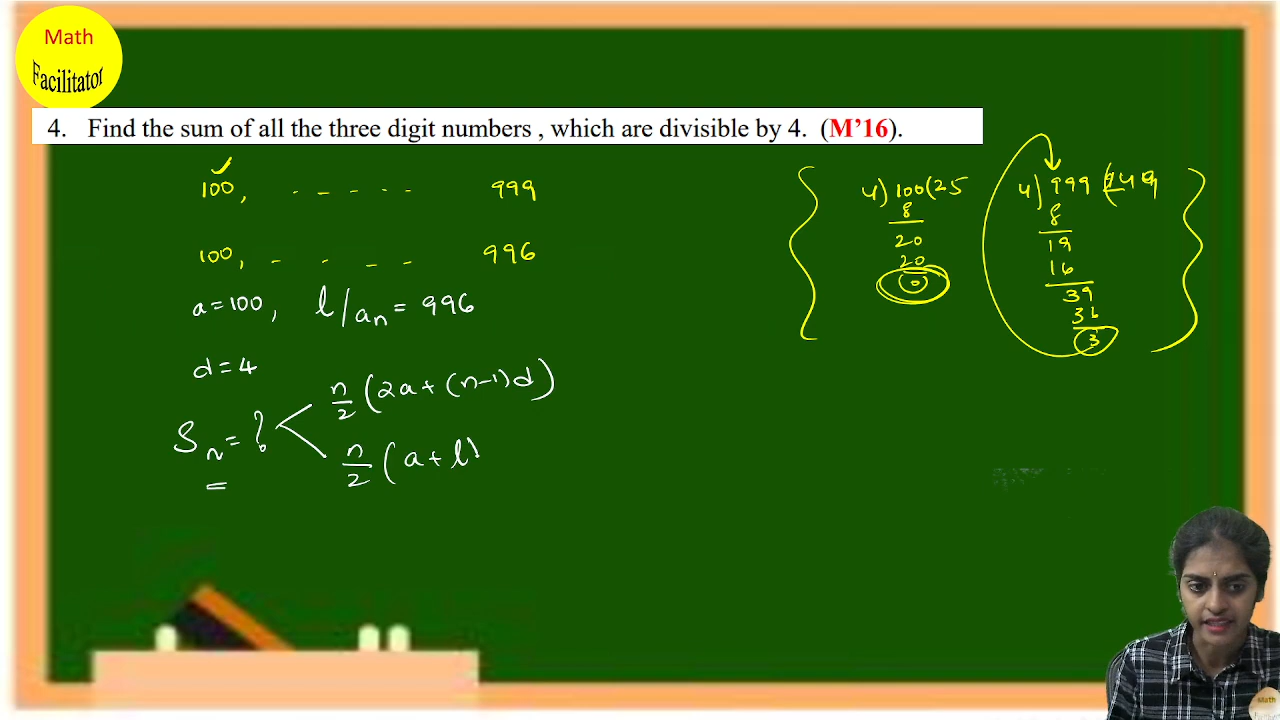 Math
Facilitator
4. Find the sum of all the three digit numbers , which are divisible by 4. (M’16).
100, . - . . . 999
100, - - - - 996
a=100, l/aₙ = 996
d=4
Sₙ=? n/2 (2a+(n-1)d)
n/2 (a+l)
4)100(25
8
20
20
0
4)999(249
8
19
16
39
36
3
Math